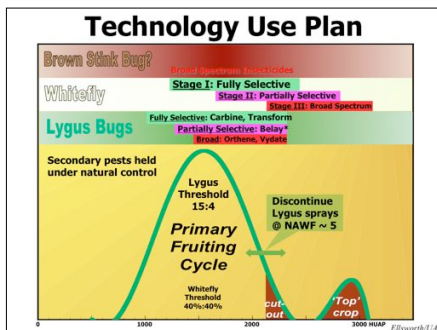 Technology Use Plan
Brown Stink Bug?
Broad Spectrum Insecticides
Whitefly
Stage I: Fully Selective
Stage II: Partially Selective
Stage III: Broad Spectrum
Lygus Bugs
Fully Selective: Carbine, Transform
Partially Selective: Belay*
Broad: Orthene, Vydate
Secondary pests held
under natural control
Lygus
Threshold
15:4
Primary
Fruiting
Cycle
Whitefly
Threshold
40%:40%
Discontinue
Lygus sprays
@ NAWF ~ 5
cut-
out
'Top'
crop
0
1000
2000
3000 HUAP
Ellsworth/UA